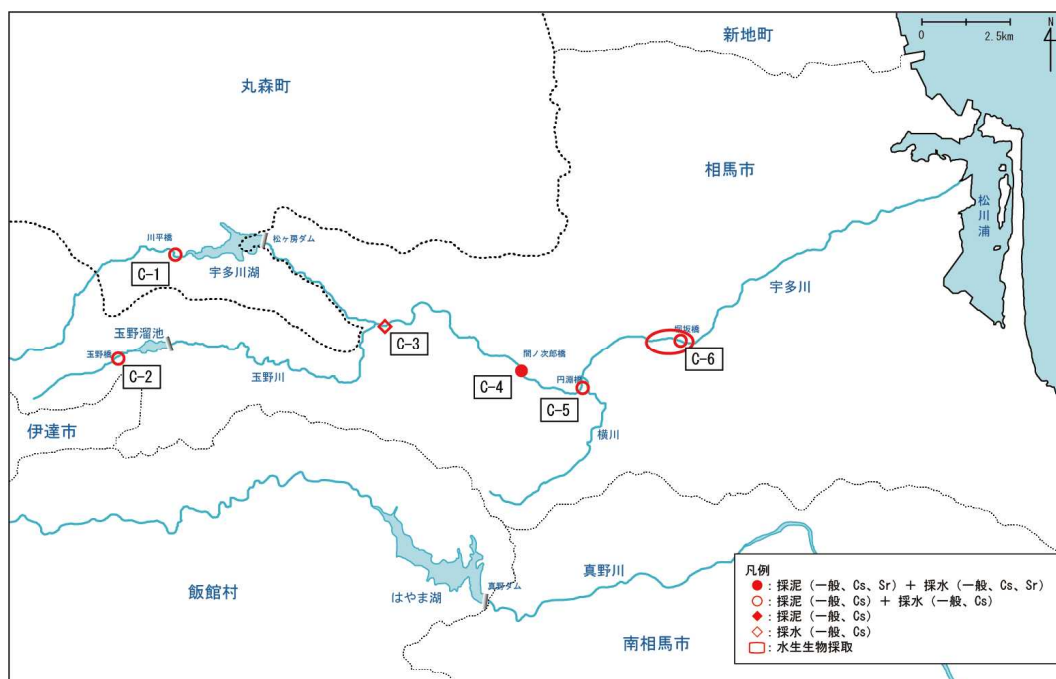 新地町
N
0 2.5km
丸森町
相馬市
松川浦
川平橋
松ヶ房ダム
C-1
宇多川湖
宇多川
玉野溜池
堀坂橋
玉野橋
C-3
間ノ次郎橋
C-6
C-2
玉野川
C-4
円淵橋
C-5
伊達市
横川
飯館村
はやま湖
真野ダム
真野川
南相馬市
凡例
：採泥（一般、Cs、Sr）＋ 採水（一般、Cs、Sr）
：採泥（一般、Cs）＋ 採水（一般、Cs）
：採泥（一般、Cs）
：採水（一般、Cs）
：水生生物採取